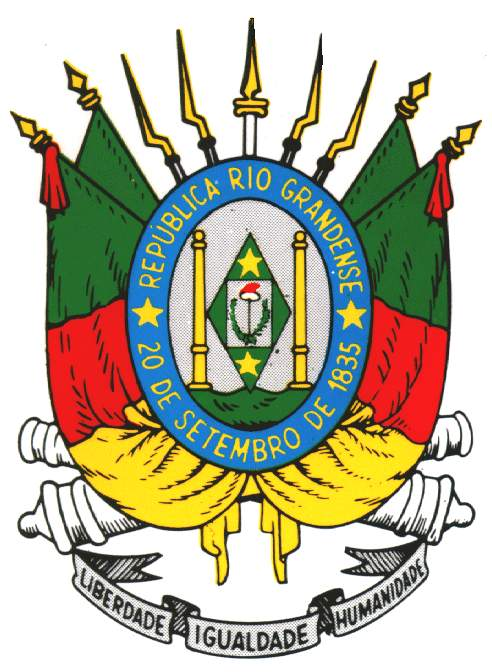 REPÚBLICA RIO GRANDENSE
20 DE SETEMBRO DE 1835
LIBERDADE IGUALDADE HUMANIDADE